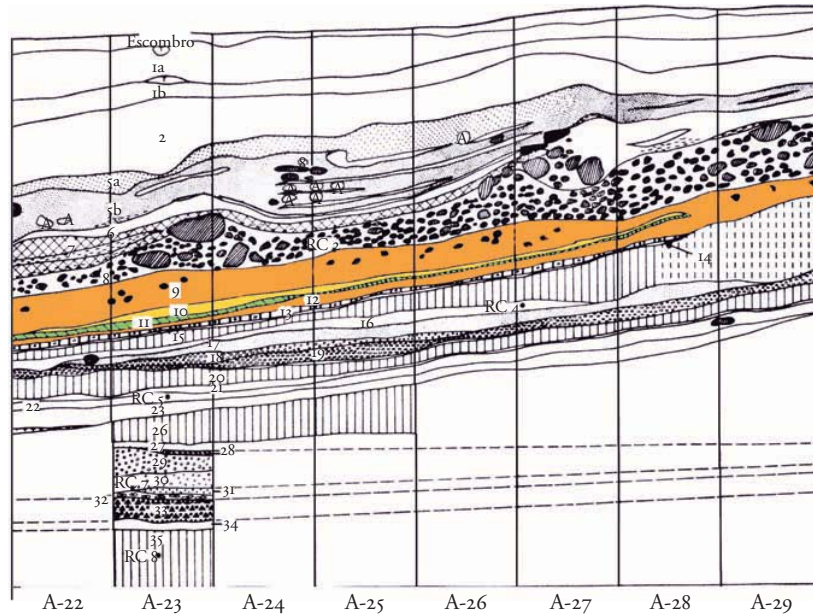 Escombro
1a
1b
2
5a
5b
A A
A
A A
A A A
A A
8
6
7
RC 2
8
9
10
11
12
13
14
15
16
RC 4
17
18
19
20
21
22
RC 5
23
26
27
28
29
RC 7
30
31
32
33
34
35
RC 8
A-22
A-23
A-24
A-25
A-26
A-27
A-28
A-29